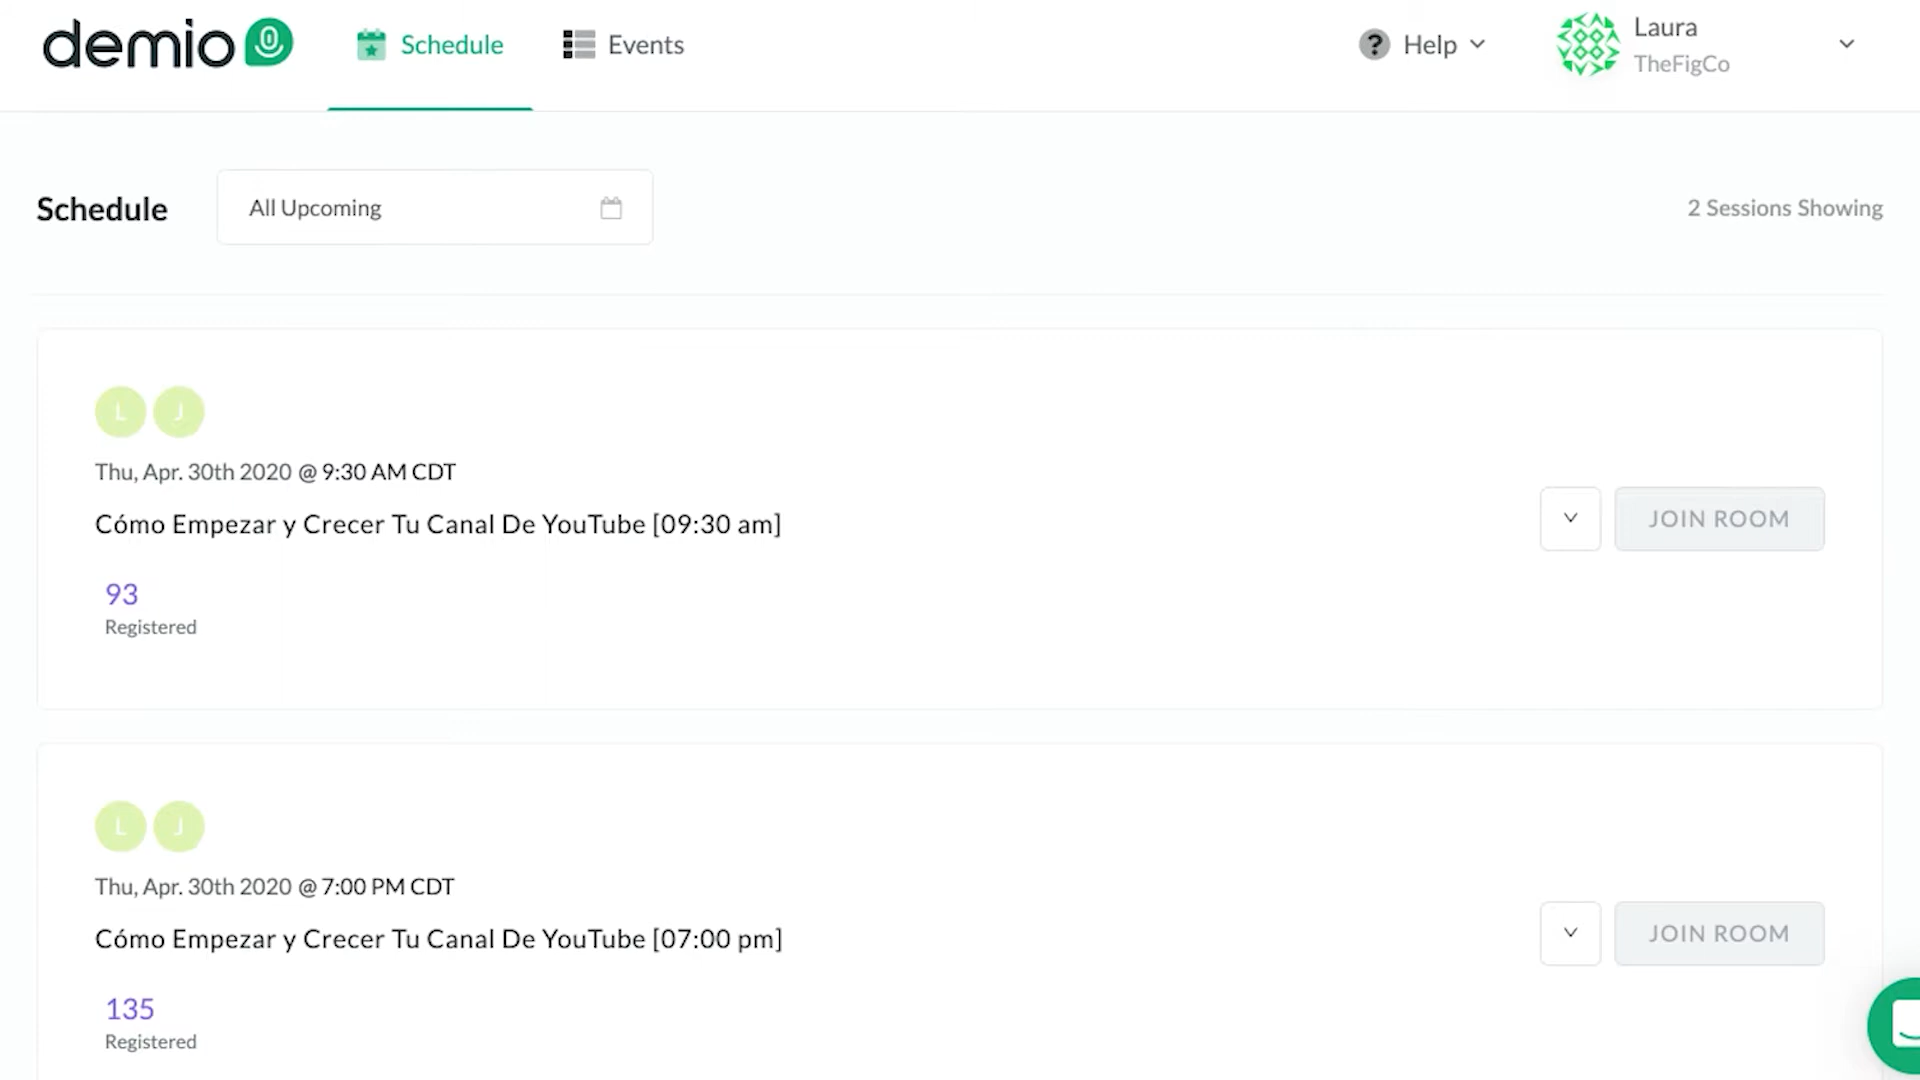 demio
Schedule
Events
? Help
Laura
TheFigCo
Schedule
All Upcoming
2 Sessions Showing
L J
Thu, Apr. 30th 2020 @ 9:30 AM CDT
Cómo Empezar y Crecer Tu Canal De YouTube [09:30 am]
JOIN ROOM
93
Registered
L J
Thu, Apr. 30th 2020 @ 7:00 PM CDT
Cómo Empezar y Crecer Tu Canal De YouTube [07:00 pm]
JOIN ROOM
135
Registered